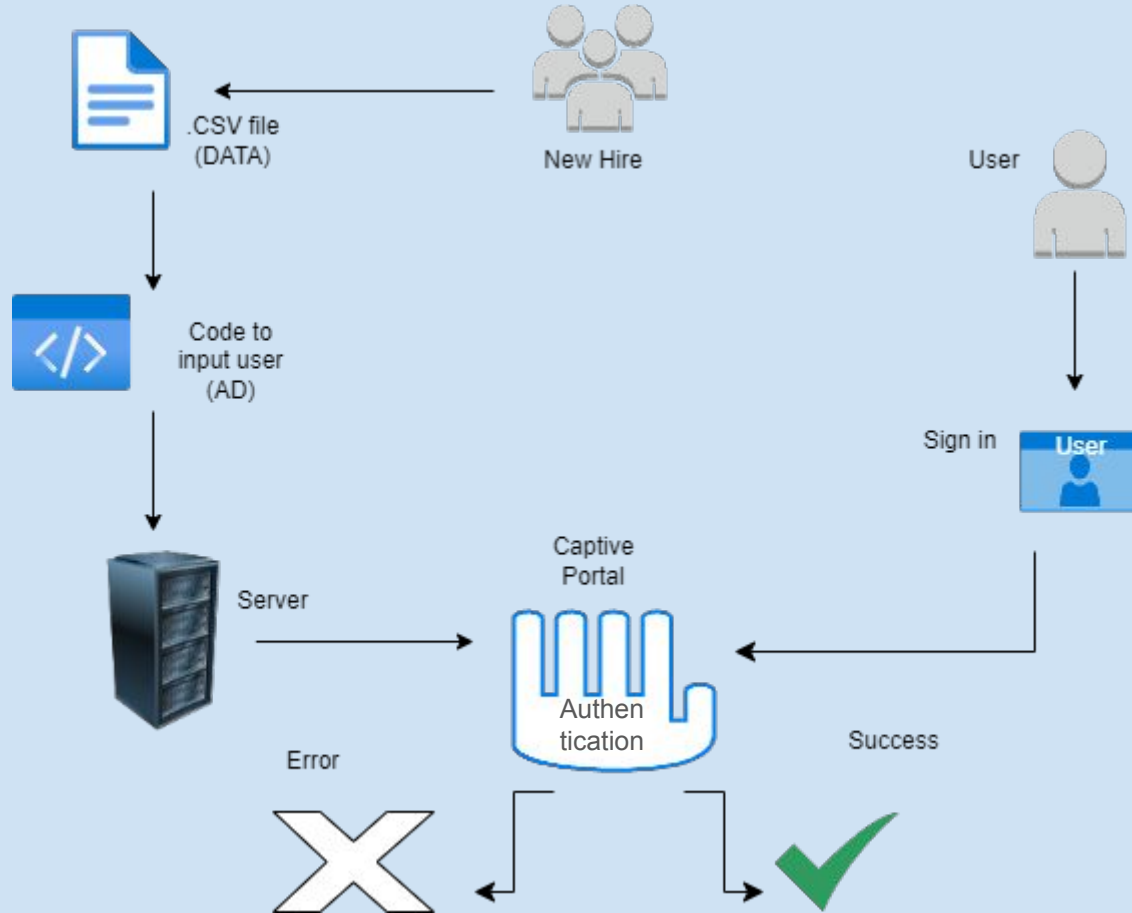 .CSV file
(DATA)
New Hire
User
Code to
input user
(AD)
</>
Sign in
User
Server
Captive
Portal
Authen
tication
Error
Success